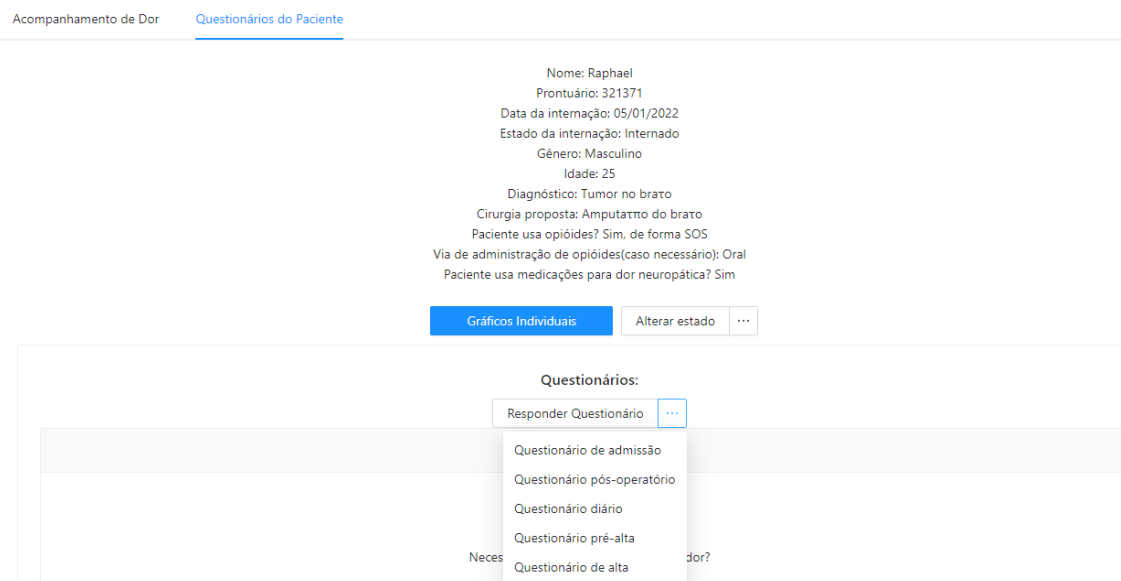 Acompanhamento de Dor
Questionários do Paciente
Nome: Raphael
Prontuário: 321371
Data da internação: 05/01/2022
Estado da internação: Internado
Gênero: Masculino
Idade: 25
Diagnóstico: Tumor no braтo
Cirurgia proposta: Amputaтπo do braтo
Paciente usa opióides? Sim, de forma SOS
Via de administração de opióides(caso necessário): Oral
Paciente usa medicações para dor neuropática? Sim
Gráficos Individuais
Alterar estado ···
Questionários:
Responder Questionário ···
Questionário de admissão
Questionário pós-operatório
Questionário diário
Questionário pré-alta
Neces dor?
Questionário de alta